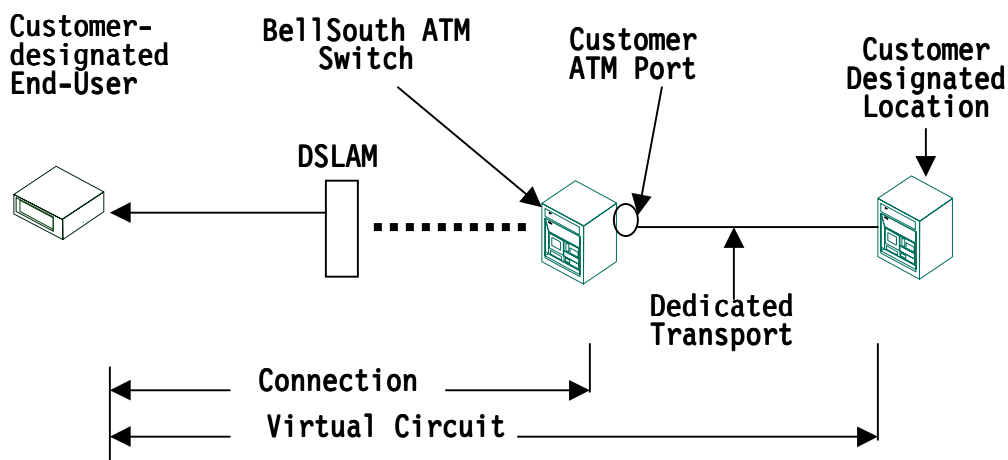 Customer-
designated
End-User
BellSouth ATM
Switch
Customer
ATM Port
Customer
Designated
Location
DSLAM
Dedicated
Transport
Connection
Virtual Circuit